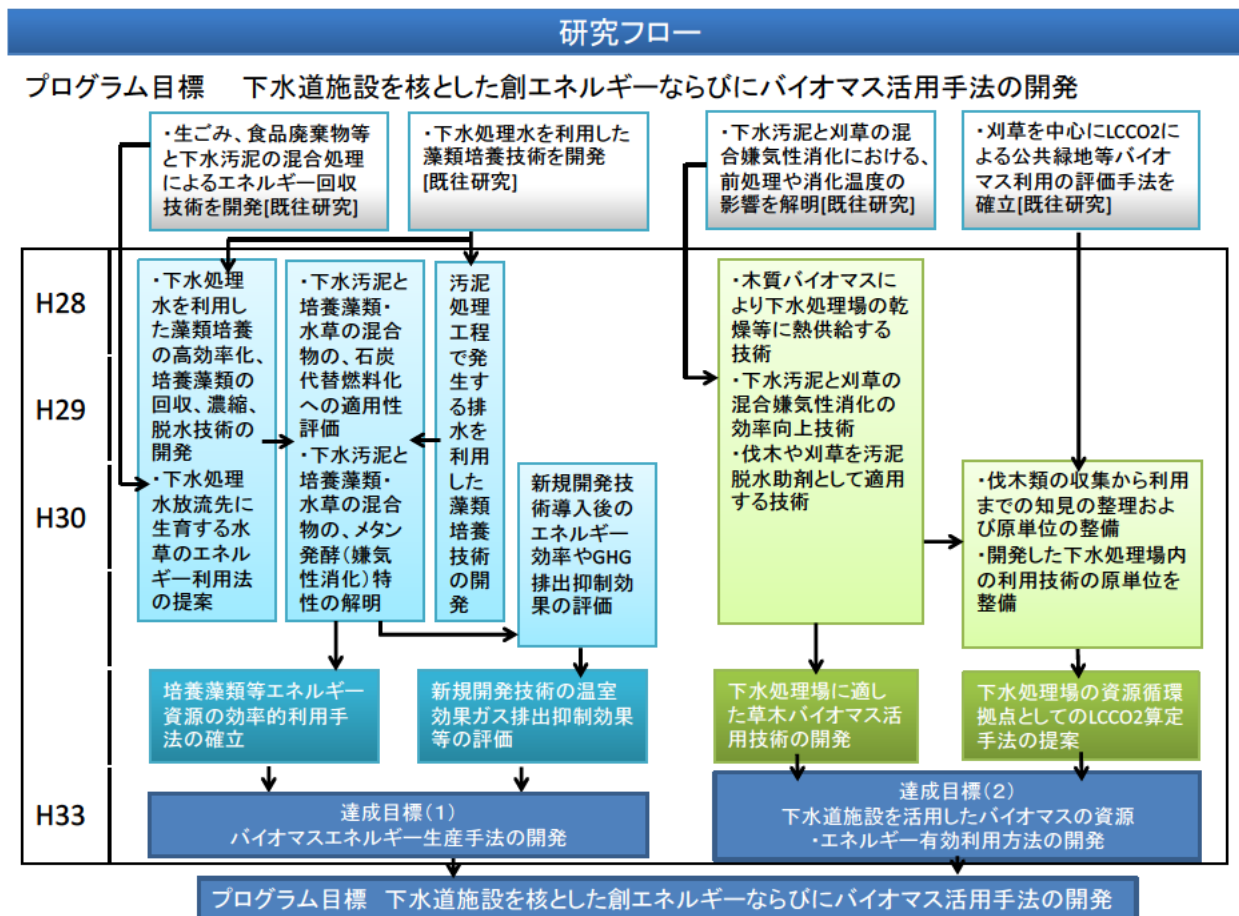 研究フロー
プログラム目標　下水道施設を核とした創エネルギーならびにバイオマス活用手法の開発
・生ごみ、食品廃棄物等
と下水汚泥の混合処理
によるエネルギー回収
技術を開発[既往研究]
・下水処理水を利用した
藻類培養技術を開発
[既往研究]
・下水汚泥と刈草の混
合嫌気性消化における、
前処理や消化温度の
影響を解明[既往研究]
・刈草を中心にLCCO2に
よる公共緑地等バイオ
マス利用の評価手法を
確立[既往研究]
H28
H29
H30
H33
・下水処理
水を利用し
た藻類培養
の高効率化、
培養藻類の
回収、濃縮、
脱水技術の
開発
・下水処理
水放流先に
生育する水
草のエネル
ギー利用法
の提案
・下水汚泥と
培養藻類・
水草の混合
物の、石炭
代替燃料化
への適用性
評価
・下水汚泥と
培養藻類・
水草の混合
物の、メタン
発酵(嫌気
性消化)特
性の解明
汚泥
処理
工程
で発
生す
る排
水を
利用
した
藻類
培養
技術
の開
発
新規開発技
術導入後の
エネルギー
効率やGHG
排出抑制効
果の評価
・木質バイオマスに
より下水処理場の乾
燥等に熱供給する
技術
・下水汚泥と刈草の
混合嫌気性消化の
効率向上技術
・伐木や刈草を汚泥
脱水助剤として適用
する技術
・伐木類の収集から利用
までの知見の整理およ
び原単位の整備
・開発した下水処理場内
の利用技術の原単位を
整備
培養藻類等エネルギー
資源の効率的利用手
法の確立
新規開発技術の温室
効果ガス排出抑制効果
等の評価
下水処理場に適し
た草木バイオマス活
用技術の開発
下水処理場の資源循環
拠点としてのLCCO2算定
手法の提案
達成目標(1)
バイオマスエネルギー生産手法の開発
達成目標(2)
下水道施設を活用したバイオマスの資源
・エネルギー有効利用方法の開発
プログラム目標　下水道施設を核とした創エネルギーならびにバイオマス活用手法の開発